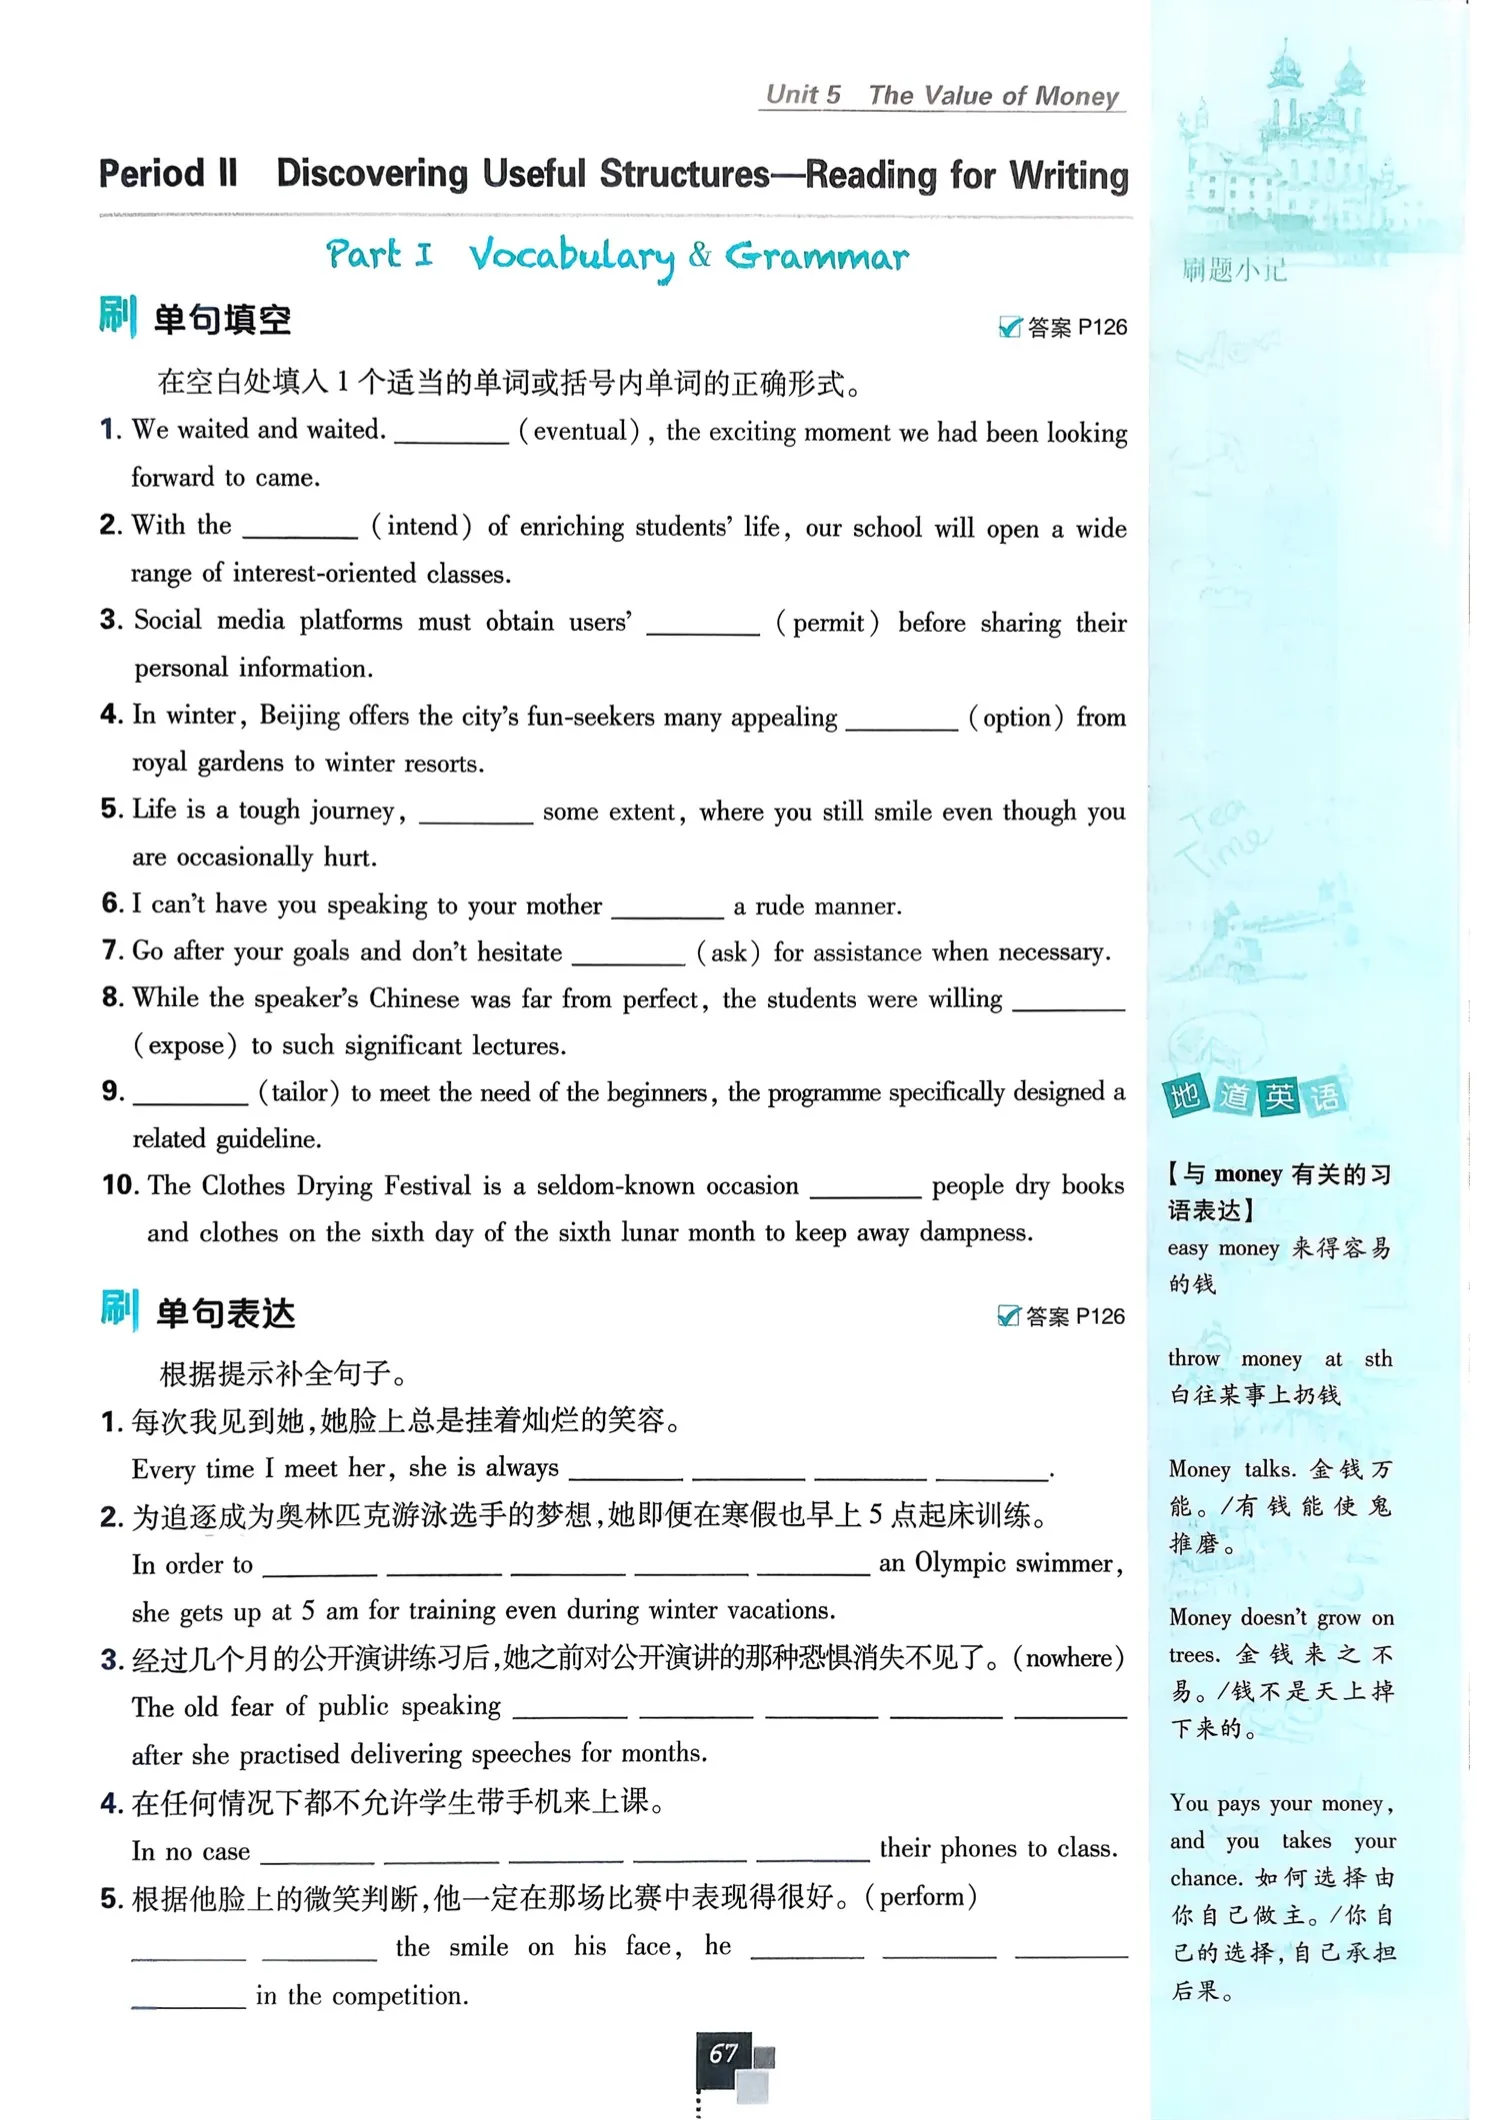 Unit 5 The Value of Money
Period II Discovering Useful Structures—Reading for Writing
Part I Vocabulary & Grammar
刷 单句填空
答案 P126
在空白处填入 1 个适当的单词或括号内单词的正确形式。
1. We waited and waited. ________ (eventual), the exciting moment we had been looking
forward to came.
2. With the ________ (intend) of enriching students' life, our school will open a wide
range of interest-oriented classes.
3. Social media platforms must obtain users' ________ (permit) before sharing their
personal information.
4. In winter, Beijing offers the city's fun-seekers many appealing ________ (option) from
royal gardens to winter resorts.
5. Life is a tough journey, ________ some extent, where you still smile even though you
are occasionally hurt.
6. I can't have you speaking to your mother ________ a rude manner.
7. Go after your goals and don't hesitate ________ (ask) for assistance when necessary.
8. While the speaker's Chinese was far from perfect, the students were willing ________
(expose) to such significant lectures.
9. ________ (tailor) to meet the need of the beginners, the programme specifically designed a
related guideline.
10. The Clothes Drying Festival is a seldom-known occasion ________ people dry books
and clothes on the sixth day of the sixth lunar month to keep away dampness.
刷 单句表达
答案 P126
根据提示补全句子。
1. 每次我见到她,她脸上总是挂着灿烂的笑容。
Every time I meet her, she is always ________ ________ ________ ________.
2. 为追逐成为奥林匹克游泳选手的梦想,她即便在寒假也早上 5 点起床训练。
In order to ________ ________ ________ ________ ________ an Olympic swimmer,
she gets up at 5 am for training even during winter vacations.
3. 经过几个月的公开演讲练习后,她之前对公开演讲的那种恐惧消失不见了。(nowhere)
The old fear of public speaking ________ ________ ________ ________ ________
after she practised delivering speeches for months.
4. 在任何情况下都不允许学生带手机来上课。
In no case ________ ________ ________ ________ ________ their phones to class.
5. 根据他脸上的微笑判断,他一定在那场比赛中表现得很好。(perform)
________ ________ the smile on his face, he ________ ________ ________
________ in the competition.
67
刷题小记
Tea
Time
地道英语
【与 money 有关的习
语表达】
easy money 来得容易
的钱
throw money at sth
白往某事上扔钱
Money talks. 金钱万
能。/有钱能使鬼
推磨。
Money doesn't grow on
trees. 金钱来之不
易。/钱不是天上掉
下来的。
You pays your money,
and you takes your
chance. 如何选择由
你自己做主。/你自
己的选择,自己承担
后果。